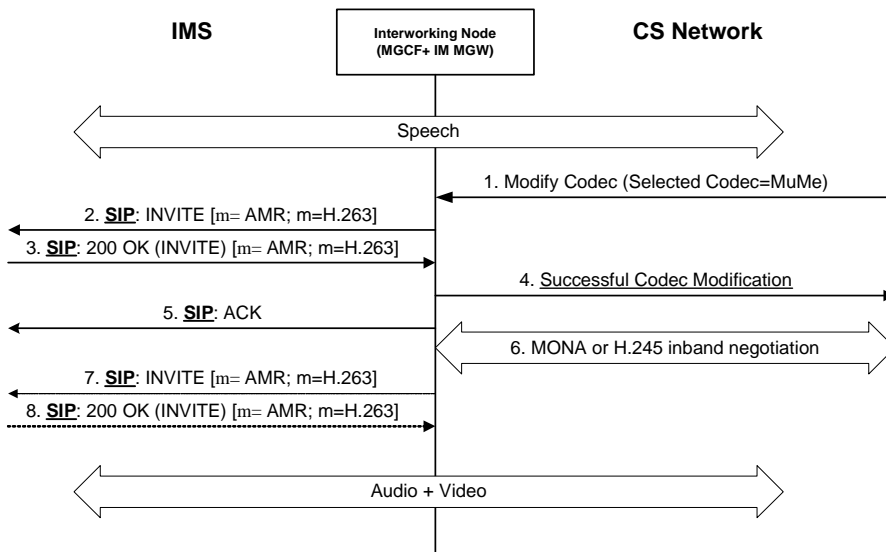 IMS
Interworking Node
(MGCF+ IM MGW)
CS Network
Speech
1. Modify Codec (Selected Codec=MuMe)
2. SIP: INVITE [m= AMR; m=H.263]
3. SIP: 200 OK (INVITE) [m= AMR; m=H.263]
4. Successful Codec Modification
5. SIP: ACK
6. MONA or H.245 inband negotiation
7. SIP: INVITE [m= AMR; m=H.263]
8. SIP: 200 OK (INVITE) [m= AMR; m=H.263]
Audio + Video